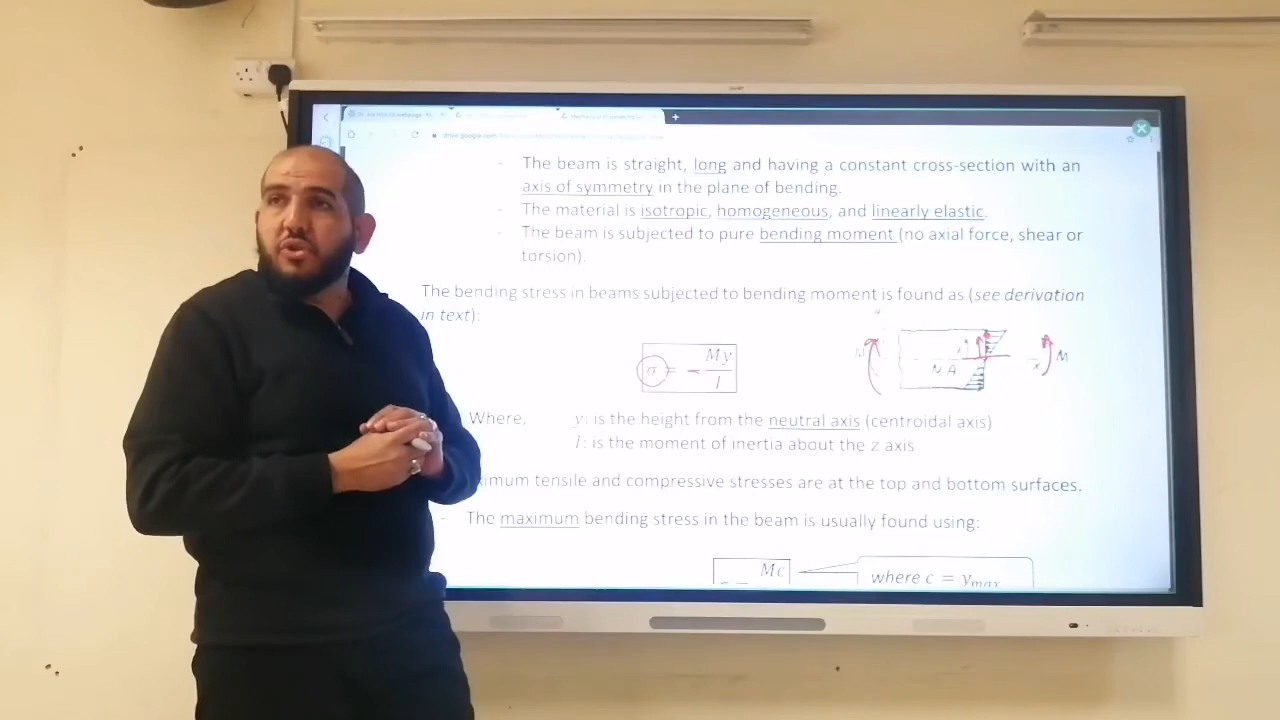 - The beam is straight, long and having a constant cross-section with an
axis of symmetry in the plane of bending.
- The material is isotropic, homogeneous, and linearly elastic.
- The beam is subjected to pure bending moment (no axial force, shear or
torsion).
The bending stress in beams subjected to bending moment is found as (see derivation
in text):
σ = - My / I
NA
x
M
Where, y: is the height from the neutral axis (centroidal axis)
I: is the moment of inertia about the z axis
tensile and compressive stresses are at the top and bottom surfaces.
- The maximum bending stress in the beam is usually found using:
Mc
where c = ymax